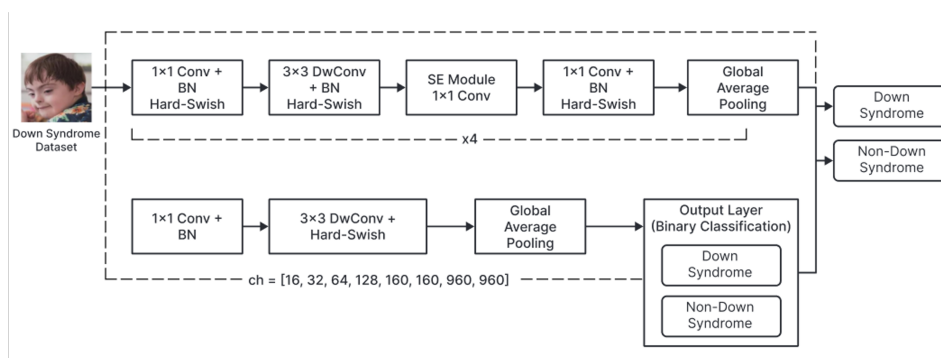 Down Syndrome
Dataset
1×1 Conv +
BN
Hard-Swish
3×3 DwConv
+ BN
Hard-Swish
SE Module
1×1 Conv
1×1 Conv +
BN
Hard-Swish
Global
Average
Pooling
x4
Down
Syndrome
Non-Down
Syndrome
1×1 Conv +
BN
3×3 DwConv +
Hard-Swish
Global
Average
Pooling
Output Layer
(Binary Classification)
Down
Syndrome
Non-Down
Syndrome
ch = [16, 32, 64, 128, 160, 160, 960, 960]